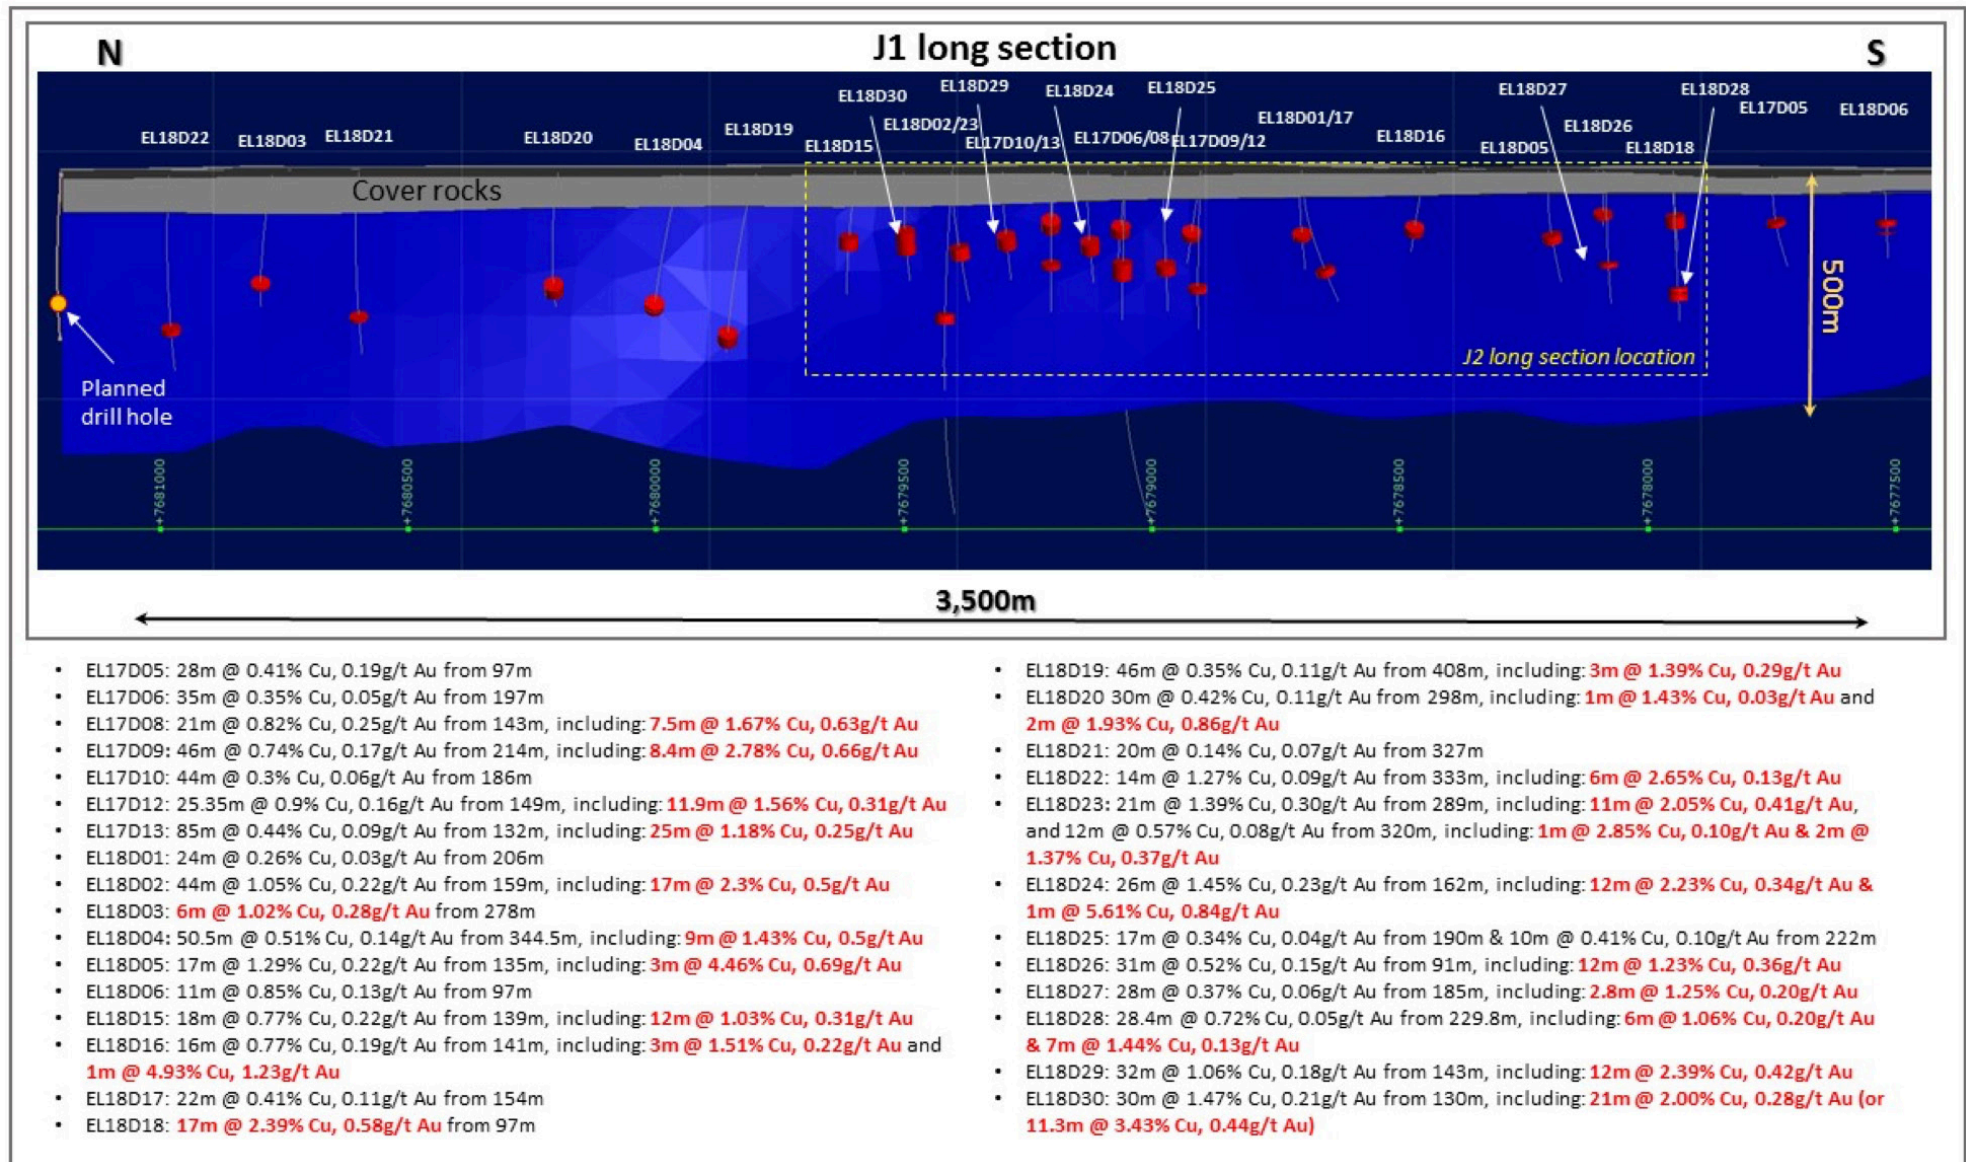 N
J1 long section
S
EL18D30
EL18D29
EL18D24
EL18D25
EL18D27
EL18D28
EL18D22
EL18D03
EL18D21
EL18D20
EL18D04
EL18D19
EL18D15
EL18D02/23
EL17D10/13
EL17D06/08
EL17D09/12
EL18D01/17
EL18D16
EL18D05
EL18D26
EL18D18
EL17D05
EL18D06
Cover rocks
500m
J2 long section location
Planned
drill hole
+7681000
+7680500
+7680000
+7679500
+7679000
+7678500
+7678000
+7677500
3,500m
• EL17D05: 28m @ 0.41% Cu, 0.19g/t Au from 97m
• EL17D06: 35m @ 0.35% Cu, 0.05g/t Au from 197m
• EL17D08: 21m @ 0.82% Cu, 0.25g/t Au from 143m, including: 7.5m @ 1.67% Cu, 0.63g/t Au
• EL17D09: 46m @ 0.74% Cu, 0.17g/t Au from 214m, including: 8.4m @ 2.78% Cu, 0.66g/t Au
• EL17D10: 44m @ 0.3% Cu, 0.06g/t Au from 186m
• EL17D12: 25.35m @ 0.9% Cu, 0.16g/t Au from 149m, including: 11.9m @ 1.56% Cu, 0.31g/t Au
• EL17D13: 85m @ 0.44% Cu, 0.09g/t Au from 132m, including: 25m @ 1.18% Cu, 0.25g/t Au
• EL18D01: 24m @ 0.26% Cu, 0.03g/t Au from 206m
• EL18D02: 44m @ 1.05% Cu, 0.22g/t Au from 159m, including: 17m @ 2.3% Cu, 0.5g/t Au
• EL18D03: 6m @ 1.02% Cu, 0.28g/t Au from 278m
• EL18D04: 50.5m @ 0.51% Cu, 0.14g/t Au from 344.5m, including: 9m @ 1.43% Cu, 0.5g/t Au
• EL18D05: 17m @ 1.29% Cu, 0.22g/t Au from 135m, including: 3m @ 4.46% Cu, 0.69g/t Au
• EL18D06: 11m @ 0.85% Cu, 0.13g/t Au from 97m
• EL18D15: 18m @ 0.77% Cu, 0.22g/t Au from 139m, including: 12m @ 1.03% Cu, 0.31g/t Au
• EL18D16: 16m @ 0.77% Cu, 0.19g/t Au from 141m, including: 3m @ 1.51% Cu, 0.22g/t Au and
1m @ 4.93% Cu, 1.23g/t Au
• EL18D17: 22m @ 0.41% Cu, 0.11g/t Au from 154m
• EL18D18: 17m @ 2.39% Cu, 0.58g/t Au from 97m
• EL18D19: 46m @ 0.35% Cu, 0.11g/t Au from 408m, including: 3m @ 1.39% Cu, 0.29g/t Au
• EL18D20 30m @ 0.42% Cu, 0.11g/t Au from 298m, including: 1m @ 1.43% Cu, 0.03g/t Au and
2m @ 1.93% Cu, 0.86g/t Au
• EL18D21: 20m @ 0.14% Cu, 0.07g/t Au from 327m
• EL18D22: 14m @ 1.27% Cu, 0.09g/t Au from 333m, including: 6m @ 2.65% Cu, 0.13g/t Au
• EL18D23: 21m @ 1.39% Cu, 0.30g/t Au from 289m, including: 11m @ 2.05% Cu, 0.41g/t Au,
and 12m @ 0.57% Cu, 0.08g/t Au from 320m, including: 1m @ 2.85% Cu, 0.10g/t Au & 2m @
1.37% Cu, 0.37g/t Au
• EL18D24: 26m @ 1.45% Cu, 0.23g/t Au from 162m, including: 12m @ 2.23% Cu, 0.34g/t Au &
1m @ 5.61% Cu, 0.84g/t Au
• EL18D25: 17m @ 0.34% Cu, 0.04g/t Au from 190m & 10m @ 0.41% Cu, 0.10g/t Au from 222m
• EL18D26: 31m @ 0.52% Cu, 0.15g/t Au from 91m, including: 12m @ 1.23% Cu, 0.36g/t Au
• EL18D27: 28m @ 0.37% Cu, 0.06g/t Au from 185m, including: 2.8m @ 1.25% Cu, 0.20g/t Au
• EL18D28: 28.4m @ 0.72% Cu, 0.05g/t Au from 229.8m, including: 6m @ 1.06% Cu, 0.20g/t Au
& 7m @ 1.44% Cu, 0.13g/t Au
• EL18D29: 32m @ 1.06% Cu, 0.18g/t Au from 143m, including: 12m @ 2.39% Cu, 0.42g/t Au
• EL18D30: 30m @ 1.47% Cu, 0.21g/t Au from 130m, including: 21m @ 2.00% Cu, 0.28g/t Au (or
11.3m @ 3.43% Cu, 0.44g/t Au)